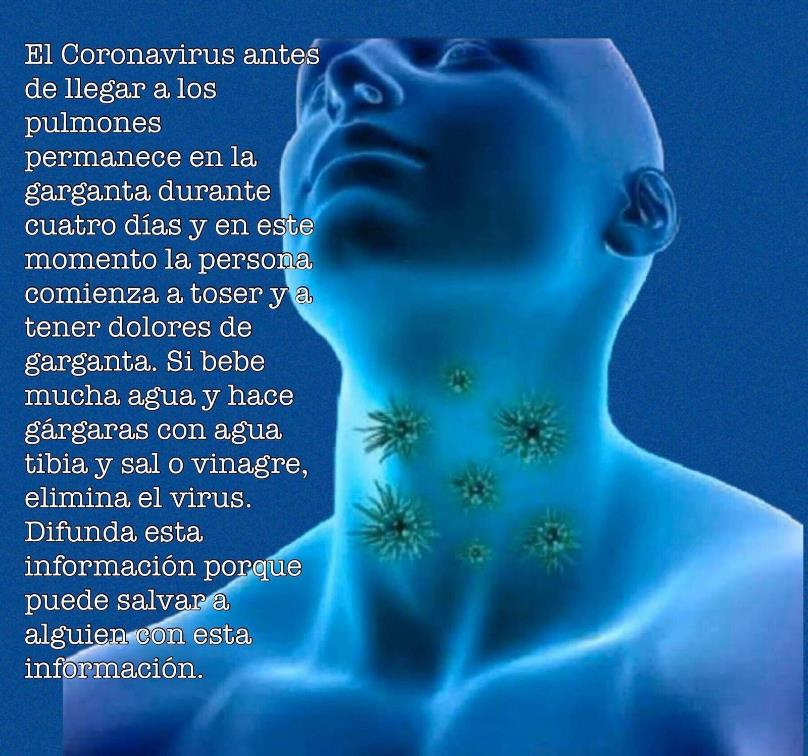 El Coronavirus antes
de llegar a los
pulmones
permanece en la
garganta durante
cuatro días y en este
momento la persona
comienza a toser y a
tener dolores de
garganta. Si bebe
mucha agua y hace
gárgaras con agua
tibia y sal o vinagre,
elimina el virus.
Difunda esta
información porque
puede salvar a
alguien con esta
información.